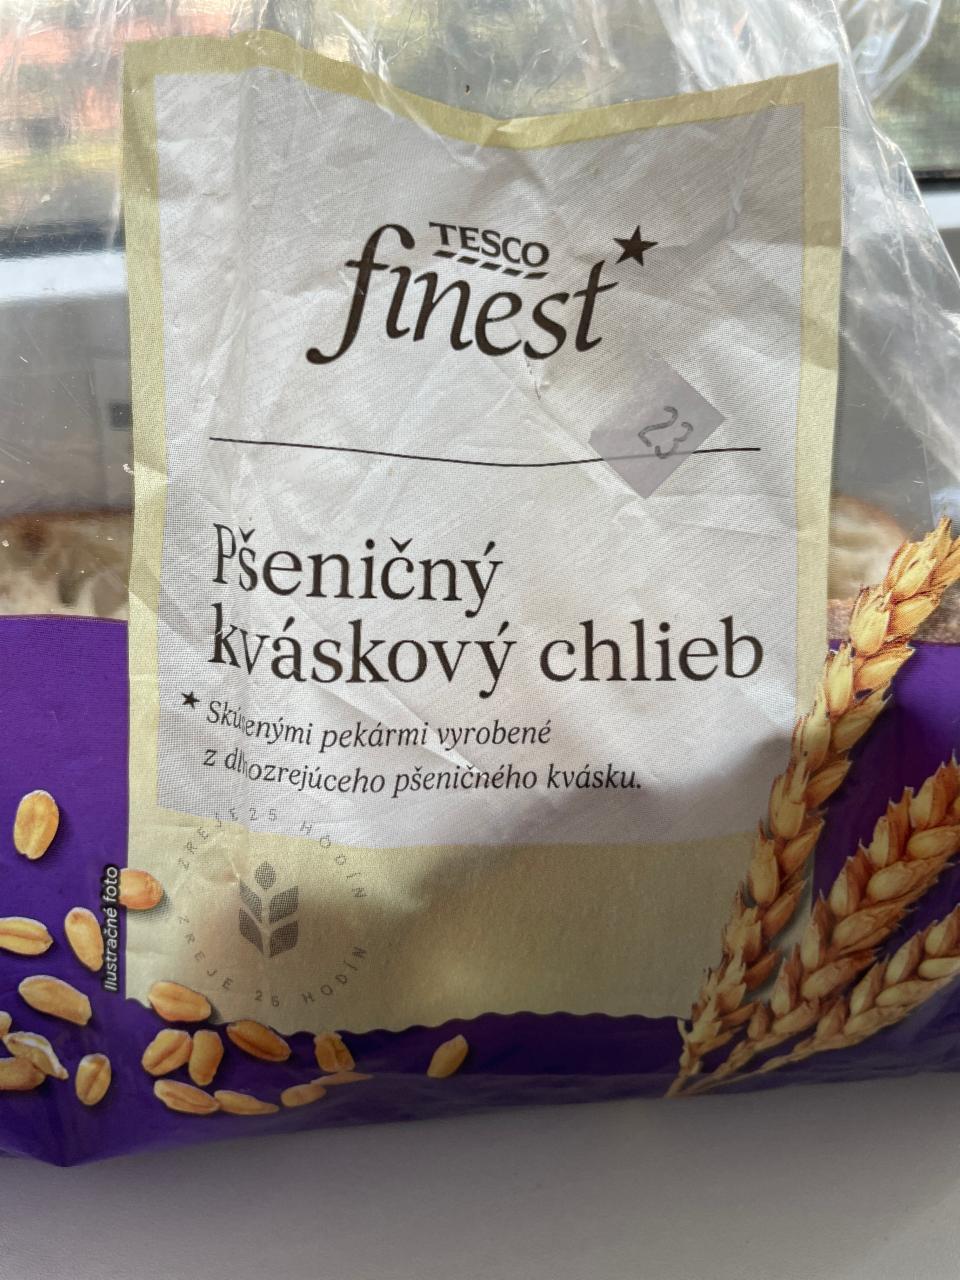 TESCO
finest
23
Pšeničný
kváskový chlieb
Skúsenými pekármi vyrobené
z dlhozrejúceho pšeničného kvásku.
ZREJE 25 HODÍN
ZREJE 25 HODÍN
Ilustračné foto